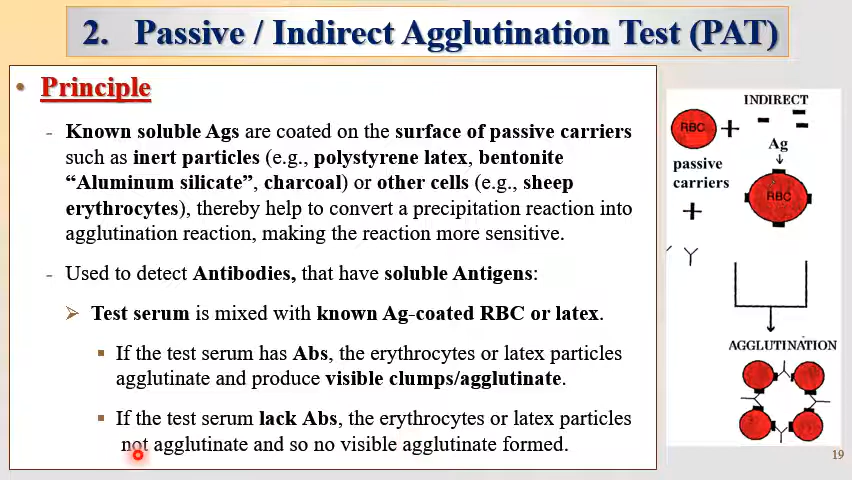 2. Passive / Indirect Agglutination Test (PAT)
• Principle
- Known soluble Ags are coated on the surface of passive carriers
such as inert particles (e.g., polystyrene latex, bentonite
“Aluminum silicate”, charcoal) or other cells (e.g., sheep
erythrocytes), thereby help to convert a precipitation reaction into
agglutination reaction, making the reaction more sensitive.
- Used to detect Antibodies, that have soluble Antigens:
➢ Test serum is mixed with known Ag-coated RBC or latex.
▪ If the test serum has Abs, the erythrocytes or latex particles
agglutinate and produce visible clumps/agglutinate.
▪ If the test serum lack Abs, the erythrocytes or latex particles
not agglutinate and so no visible agglutinate formed.
INDIRECT
RBC +
Ag
passive
carriers
RBC
+
AGGLUTINATION
19